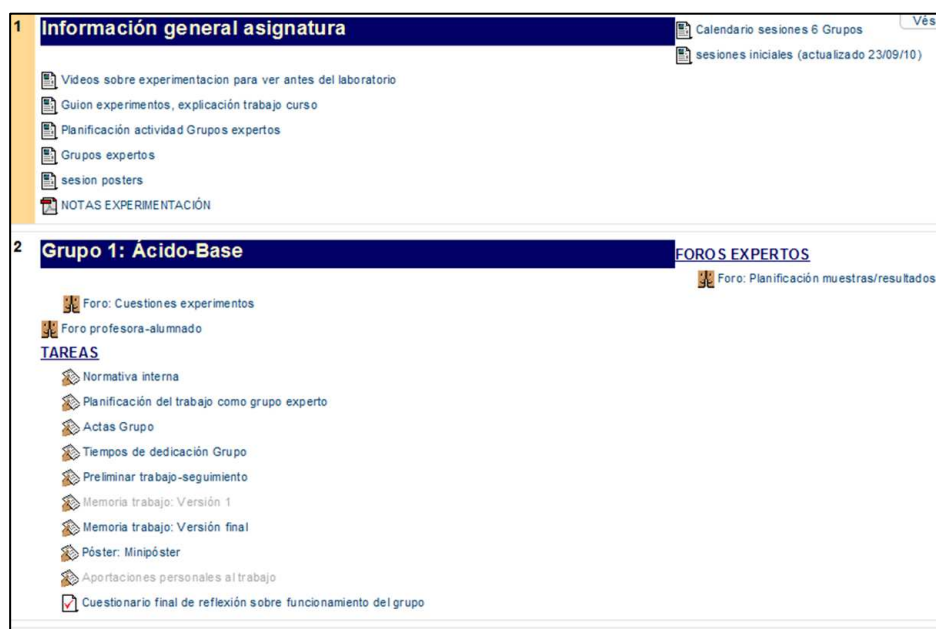 1
Información general asignatura
Vés
Calendario sesiones 6 Grupos
sesiones iniciales (actualizado 23/09/10)
Videos sobre experimentacion para ver antes del laboratorio
Guion experimentos, explicación trabajo curso
Planificación actividad Grupos expertos
Grupos expertos
sesion posters
NOTAS EXPERIMENTACIÓN
2
Grupo 1: Ácido-Base
FOROS EXPERTOS
Foro: Planificación muestras/resultados
Foro: Cuestiones experimentos
Foro profesora-alumnado
TAREAS
Normativa interna
Planificación del trabajo como grupo experto
Actas Grupo
Tiempos de dedicación Grupo
Preliminar trabajo-seguimiento
Memoria trabajo: Versión 1
Memoria trabajo: Versión final
Póster: Minipóster
Aportaciones personales al trabajo
Cuestionario final de reflexión sobre funcionamiento del grupo